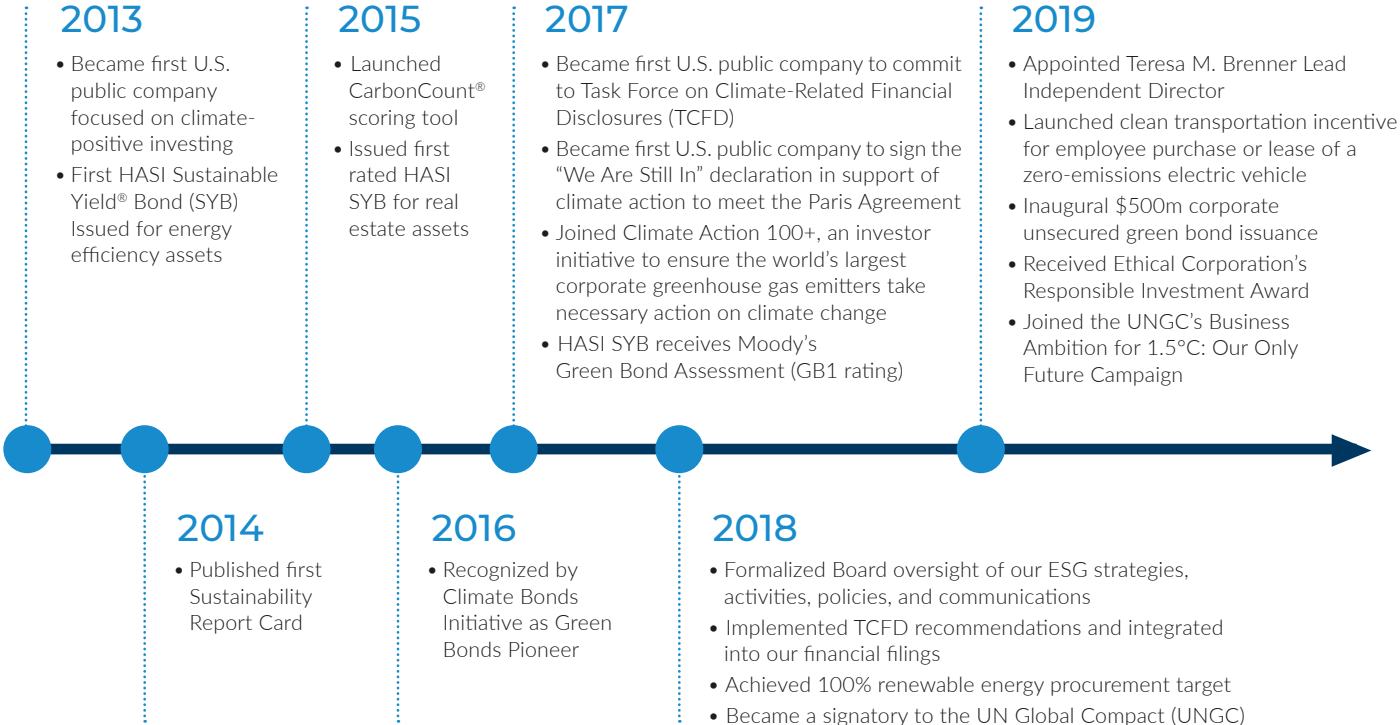 2013
• Became first U.S.
public company
focused on climate-
positive investing
• First HASI Sustainable
Yield® Bond (SYB)
Issued for energy
efficiency assets
2015
• Launched
CarbonCount®
scoring tool
• Issued first
rated HASI
SYB for real
estate assets
2017
• Became first U.S. public company to commit
to Task Force on Climate-Related Financial
Disclosures (TCFD)
• Became first U.S. public company to sign the
“We Are Still In” declaration in support of
climate action to meet the Paris Agreement
• Joined Climate Action 100+, an investor
initiative to ensure the world’s largest
corporate greenhouse gas emitters take
necessary action on climate change
• HASI SYB receives Moody’s
Green Bond Assessment (GB1 rating)
2019
• Appointed Teresa M. Brenner Lead
Independent Director
• Launched clean transportation incentive
for employee purchase or lease of a
zero-emissions electric vehicle
• Inaugural $500m corporate
unsecured green bond issuance
• Received Ethical Corporation’s
Responsible Investment Award
• Joined the UNGC’s Business
Ambition for 1.5°C: Our Only
Future Campaign
2014
• Published first
Sustainability
Report Card
2016
• Recognized by
Climate Bonds
Initiative as Green
Bonds Pioneer
2018
• Formalized Board oversight of our ESG strategies,
activities, policies, and communications
• Implemented TCFD recommendations and integrated
into our financial filings
• Achieved 100% renewable energy procurement target
• Became a signatory to the UN Global Compact (UNGC)